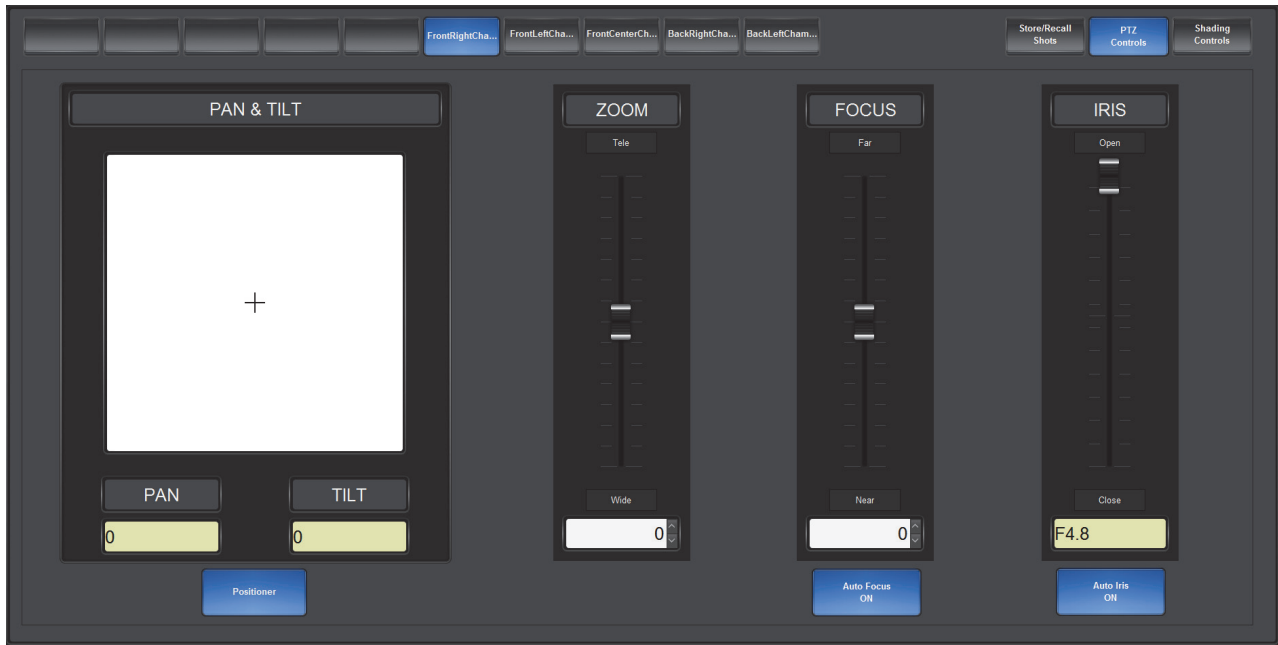 FrontRightCha...
FrontLeftCha...
FrontCenterCh...
BackRightCha...
BackLeftCham...
Store/Recall
Shots
PTZ
Controls
Shading
Controls
PAN & TILT
ZOOM
FOCUS
IRIS
Tele
Far
Open
PAN
TILT
Wide
Near
Close
0
0
0
0
F4.8
Positioner
Auto Focus
ON
Auto Iris
ON